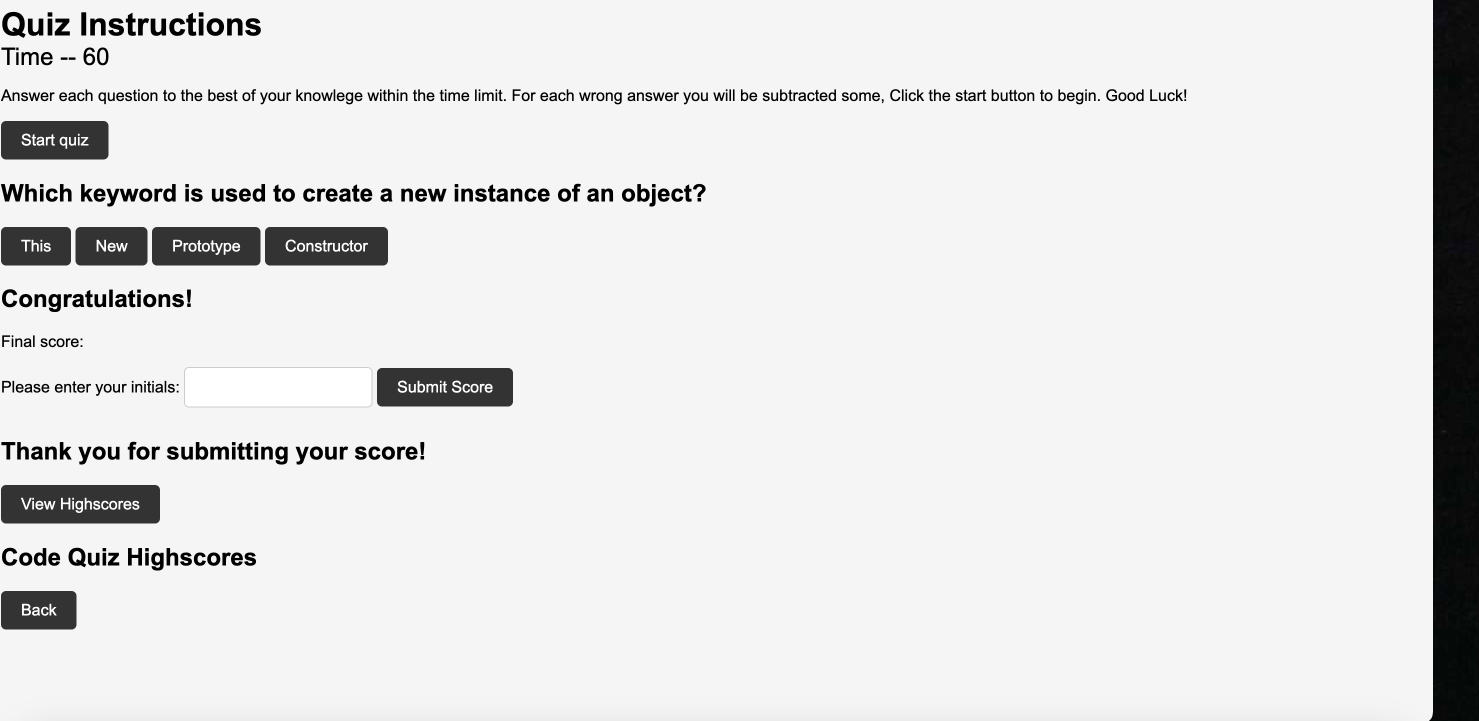 Quiz Instructions
Time -- 60
Answer each question to the best of your knowlege within the time limit. For each wrong answer you will be subtracted some, Click the start button to begin. Good Luck!
Start quiz
Which keyword is used to create a new instance of an object?
This New Prototype Constructor
Congratulations!
Final score:
Please enter your initials: Submit Score
Thank you for submitting your score!
View Highscores
Code Quiz Highscores
Back